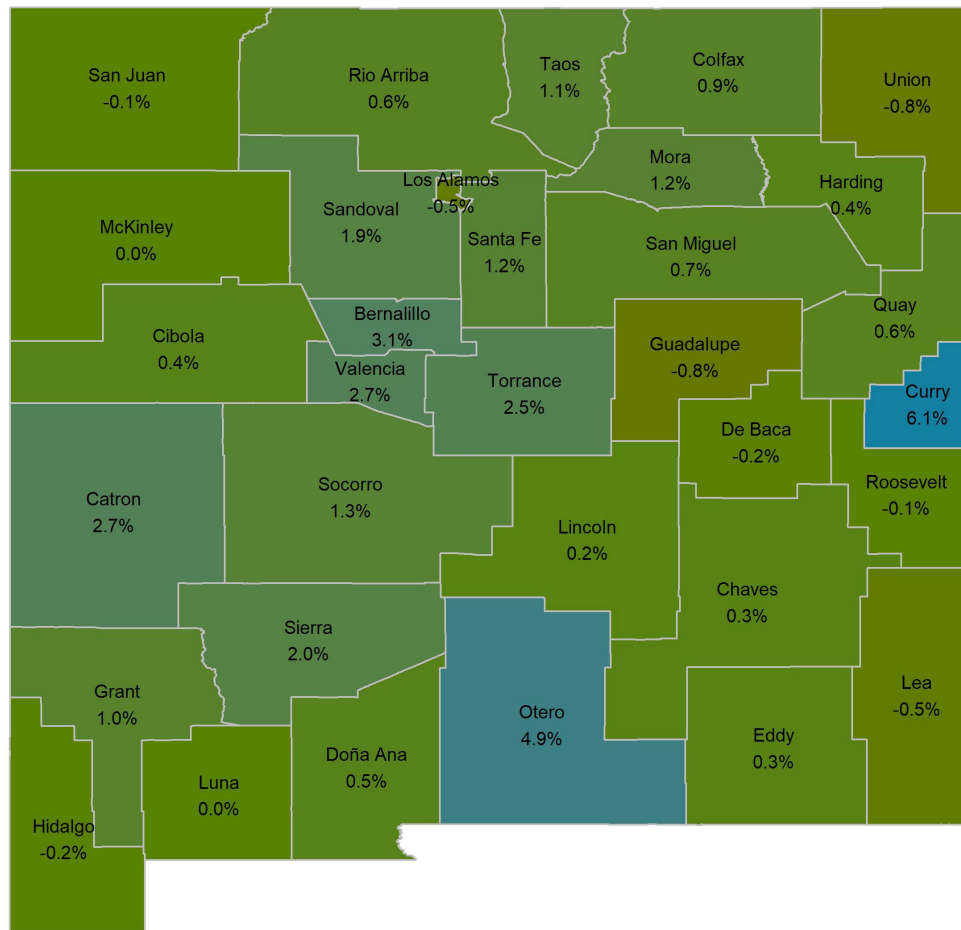 San Juan
-0.1%
Rio Arriba
0.6%
Taos
1.1%
Colfax
0.9%
Union
-0.8%
McKinley
0.0%
Sandoval
1.9%
Los Alamos
-0.5%
Santa Fe
1.2%
Mora
1.2%
Harding
0.4%
San Miguel
0.7%
Quay
0.6%
Cibola
0.4%
Bernalillo
3.1%
Valencia
2.7%
Torrance
2.5%
Guadalupe
-0.8%
Curry
6.1%
De Baca
-0.2%
Roosevelt
-0.1%
Catron
2.7%
Socorro
1.3%
Lincoln
0.2%
Chaves
0.3%
Sierra
2.0%
Grant
1.0%
Otero
4.9%
Lea
-0.5%
Eddy
0.3%
Doña Ana
0.5%
Luna
0.0%
Hidalgo
-0.2%